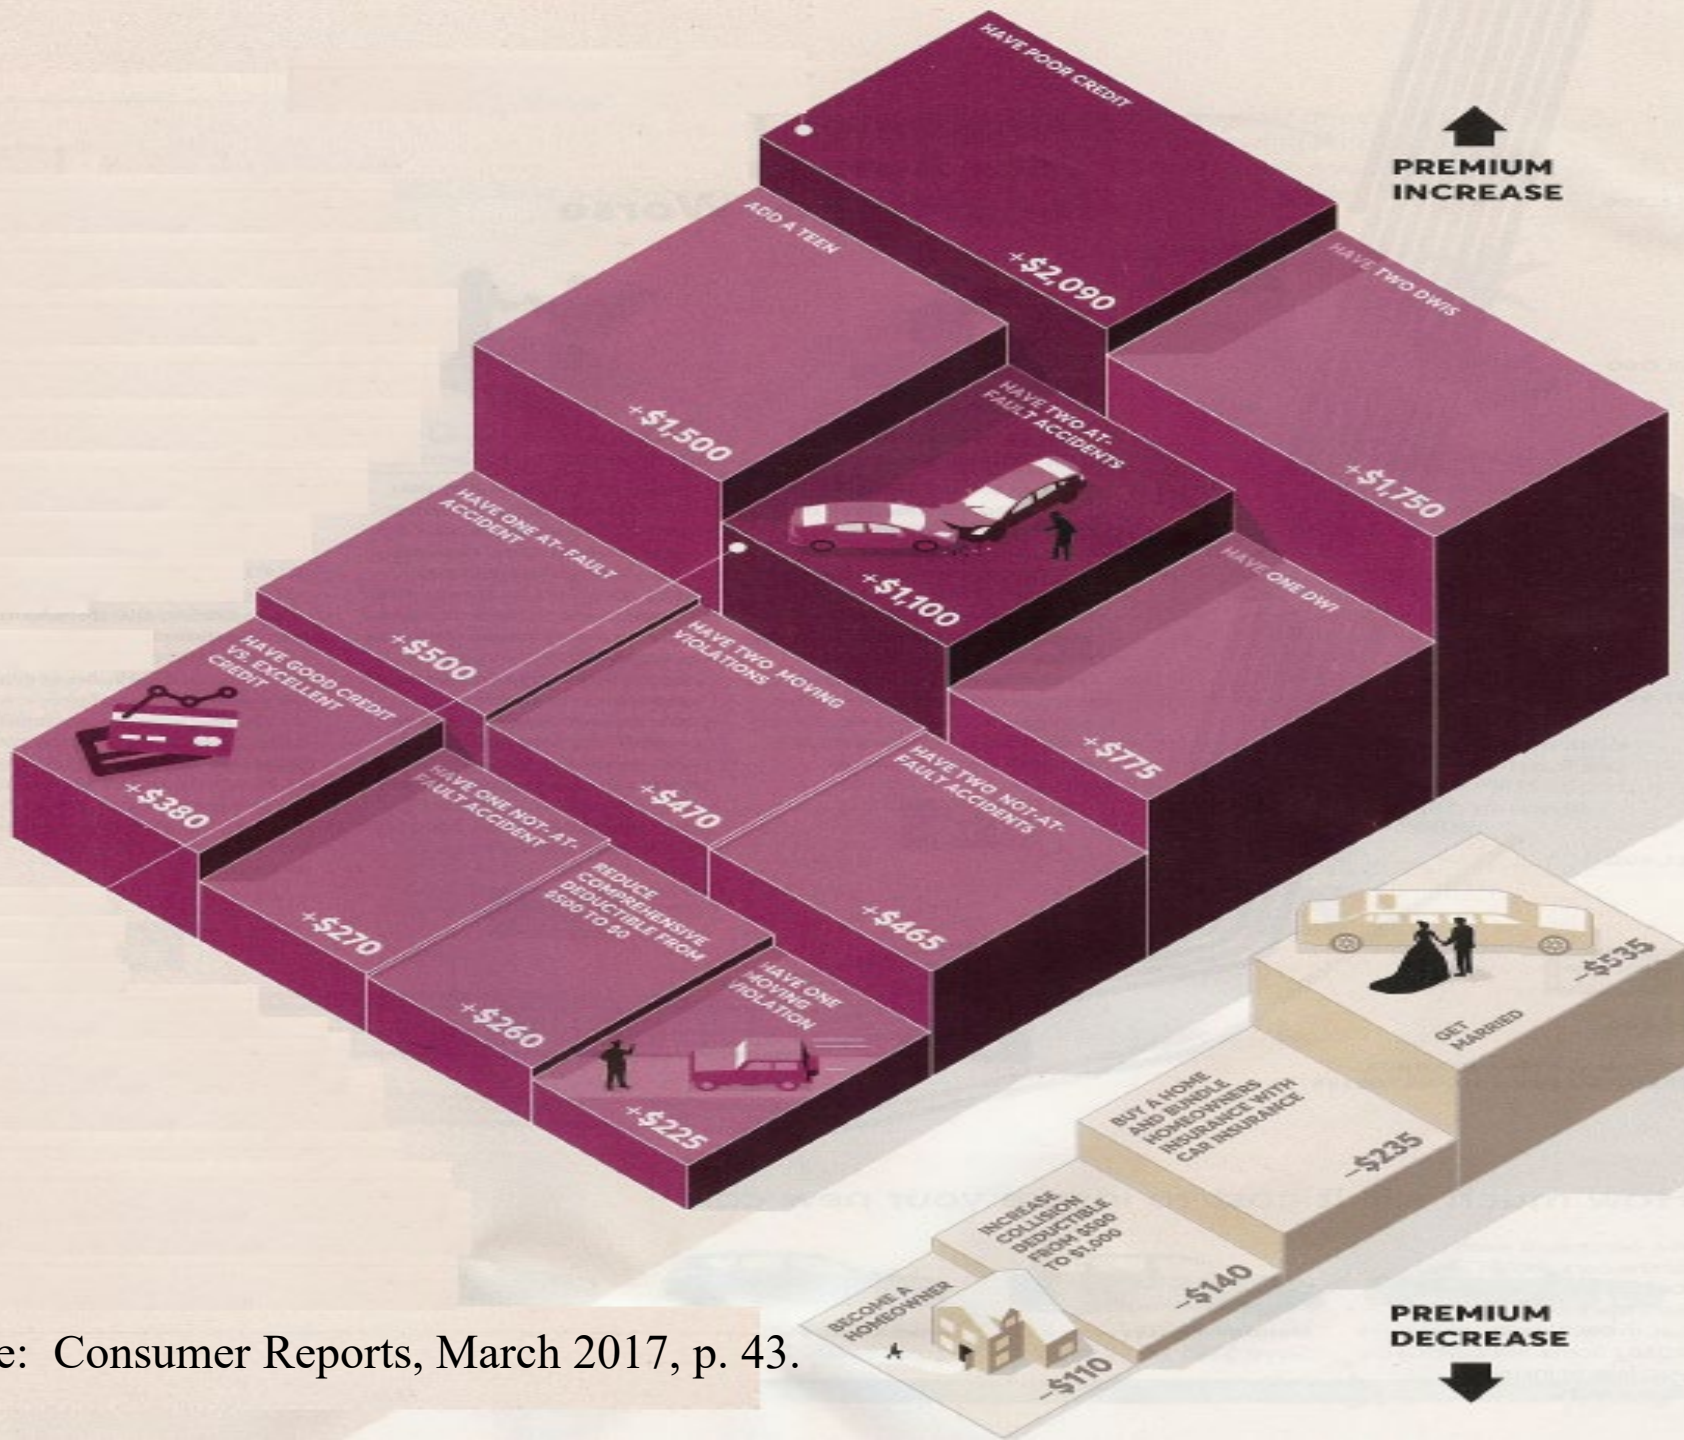 HAVE POOR CREDIT
+$2,090
PREMIUM
INCREASE
ADD A TEEN
+$1,500
HAVE TWO DWIS
+$1,750
HAVE TWO AT-
FAULT ACCIDENTS
+$1,100
HAVE ONE AT- FAULT
ACCIDENT
+$500
HAVE ONE DWI
+$775
HAVE GOOD CREDIT
VS. EXCELLENT
CREDIT
+$380
HAVE TWO MOVING
VIOLATIONS
+$470
HAVE TWO NOT-AT-
FAULT ACCIDENTS
+$465
HAVE ONE NOT- AT-
FAULT ACCIDENT
+$270
REDUCE
COMPREHENSIVE
DEDUCTIBLE FROM
$500 TO $0
+$260
HAVE ONE
MOVING
VIOLATION
+$225
–$535
GET
MARRIED
BUY A HOME
AND BUNDLE
HOMEOWNERS
INSURANCE WITH
CAR INSURANCE
–$235
INCREASE
COLLISION
DEDUCTIBLE
FROM $500
TO $1,000
–$140
BECOME A
HOMEOWNER
–$110
PREMIUM
DECREASE
e: Consumer Reports, March 2017, p. 43.